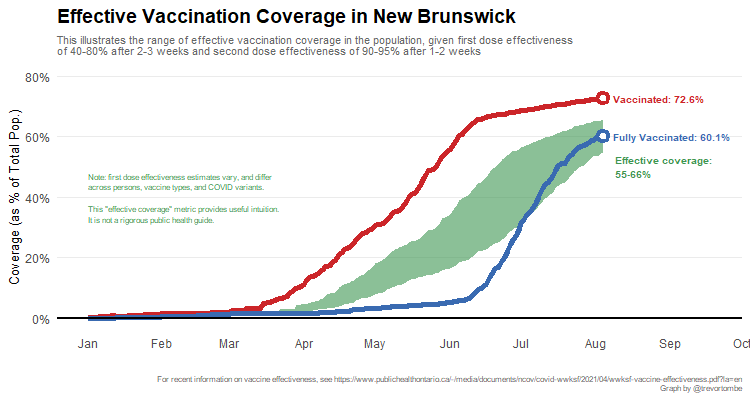 Effective Vaccination Coverage in New Brunswick
This illustrates the range of effective vaccination coverage in the population, given first dose effectiveness
of 40-80% after 2-3 weeks and second dose effectiveness of 90-95% after 1-2 weeks
80%
Vaccinated: 72.6%
60%
Fully Vaccinated: 60.1%
Effective coverage:
55-66%
Note: first dose effectiveness estimates vary, and differ
across persons, vaccine types, and COVID variants.
This "effective coverage" metric provides useful intuition.
It is not a rigorous public health guide.
40%
20%
0%
Coverage (as % of Total Pop.)
Jan Feb Mar Apr May Jun Jul Aug Sep Oct
For recent information on vaccine effectiveness, see https://www.publichealthontario.ca/-/media/documents/ncov/covid-wwksf/2021/04/wwksf-vaccine-effectiveness.pdf?la=en
Graph by @trevortombe